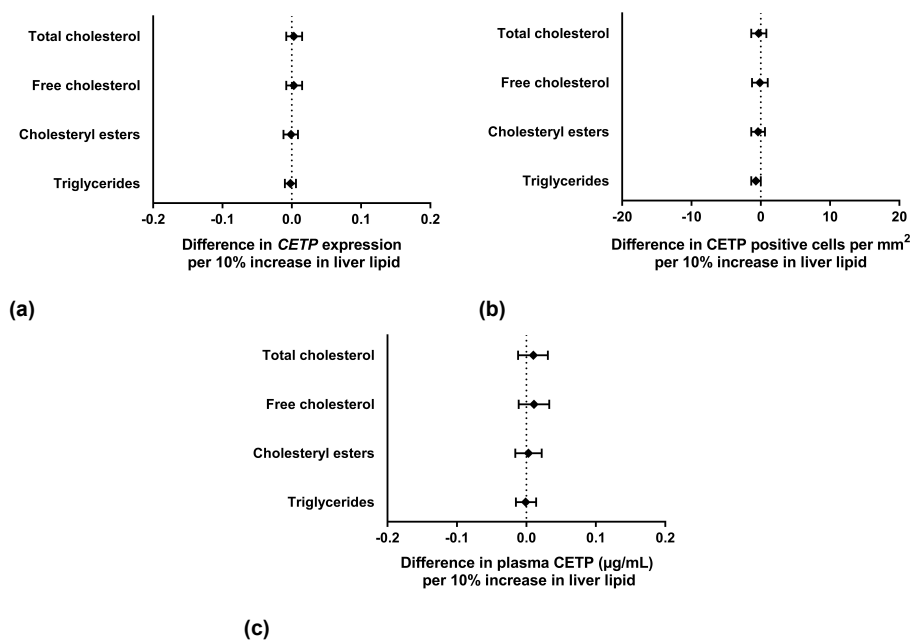 Total cholesterol
Free cholesterol
Cholesteryl esters
Triglycerides
-0.2 -0.1 0.0 0.1 0.2
Difference in CETP expression
per 10% increase in liver lipid
(a)
Total cholesterol
Free cholesterol
Cholesteryl esters
Triglycerides
-20 -10 0 10 20
Difference in CETP positive cells per mm²
per 10% increase in liver lipid
(b)
Total cholesterol
Free cholesterol
Cholesteryl esters
Triglycerides
-0.2 -0.1 0.0 0.1 0.2
Difference in plasma CETP (µg/mL)
per 10% increase in liver lipid
(c)